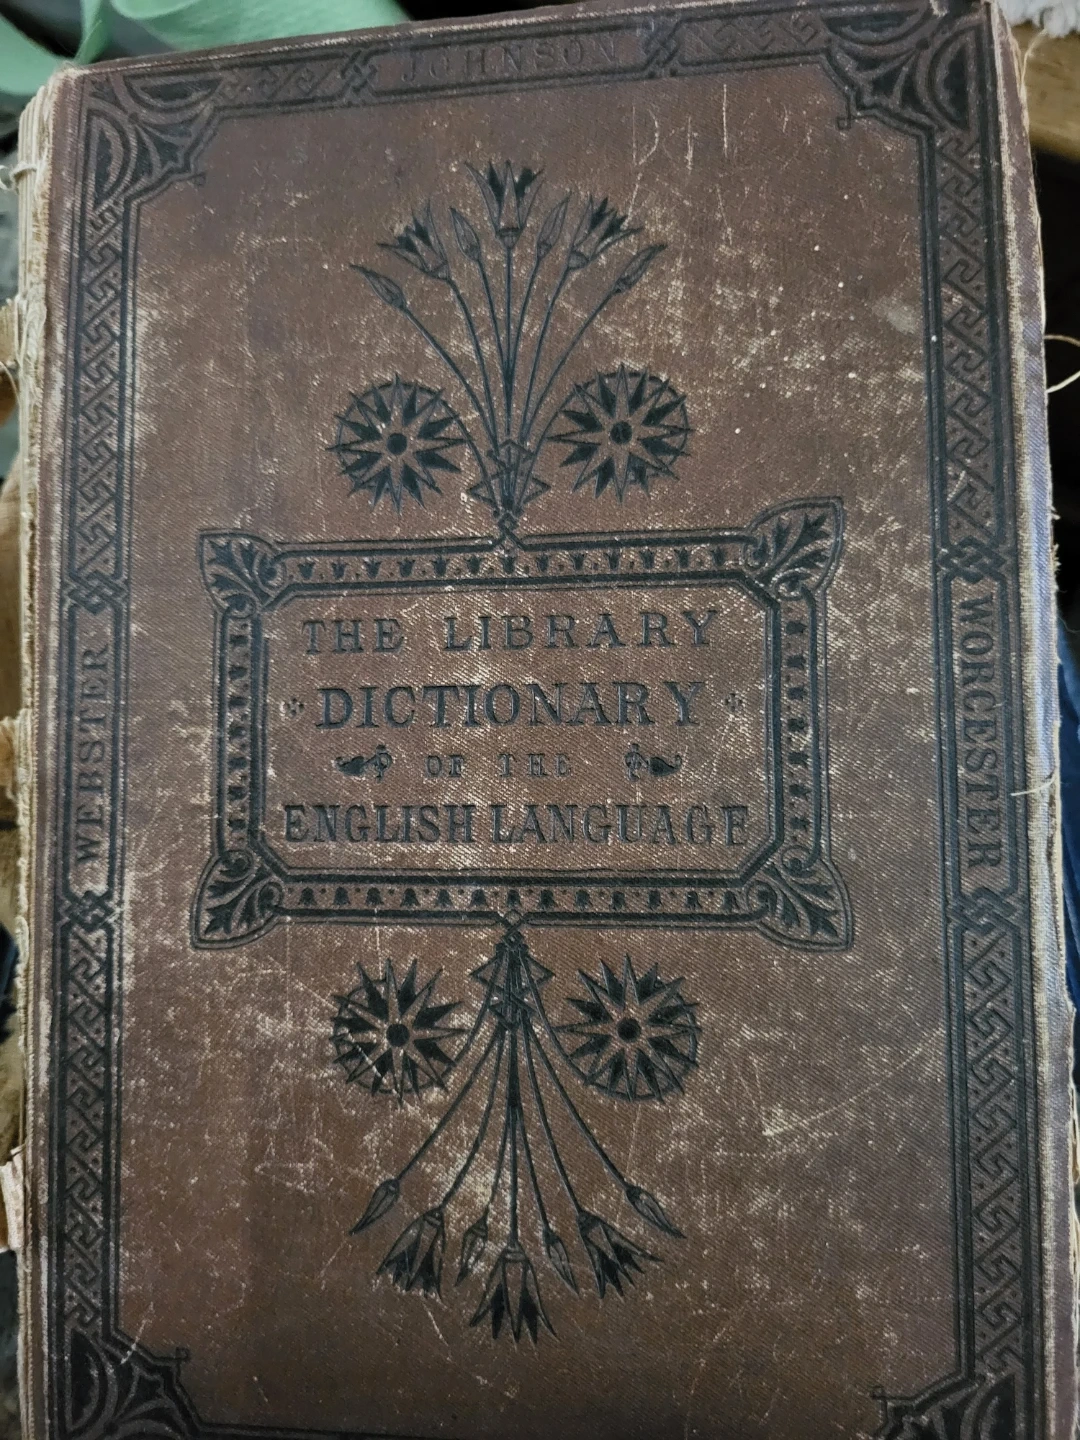 JOHNSON
WEBSTER
THE LIBRARY
DICTIONARY
OF THE
ENGLISH LANGUAGE
WORCESTER